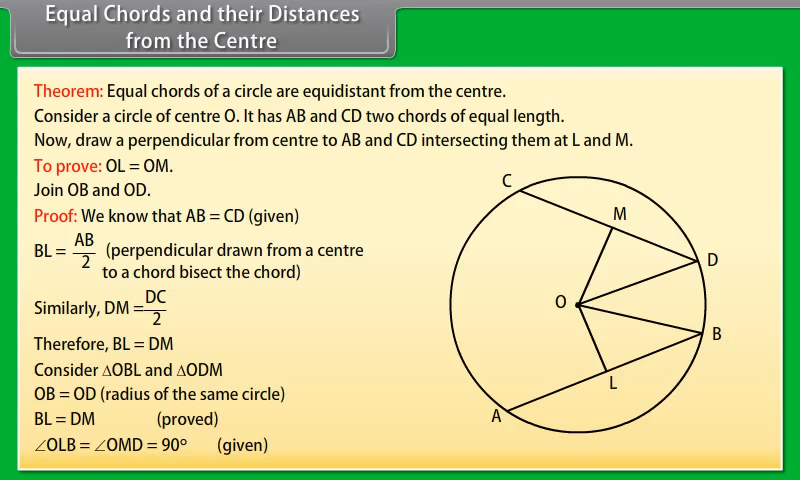 Equal Chords and their Distances
from the Centre
Theorem: Equal chords of a circle are equidistant from the centre.
Consider a circle of centre O. It has AB and CD two chords of equal length.
Now, draw a perpendicular from centre to AB and CD intersecting them at L and M.
To prove: OL = OM.
Join OB and OD.
Proof: We know that AB = CD (given)
BL = AB/2 (perpendicular drawn from a centre
to a chord bisect the chord)
Similarly, DM = DC/2
Therefore, BL = DM
Consider ∆OBL and ∆ODM
OB = OD (radius of the same circle)
BL = DM (proved)
∠OLB = ∠OMD = 90° (given)
C
M
D
O
B
L
A